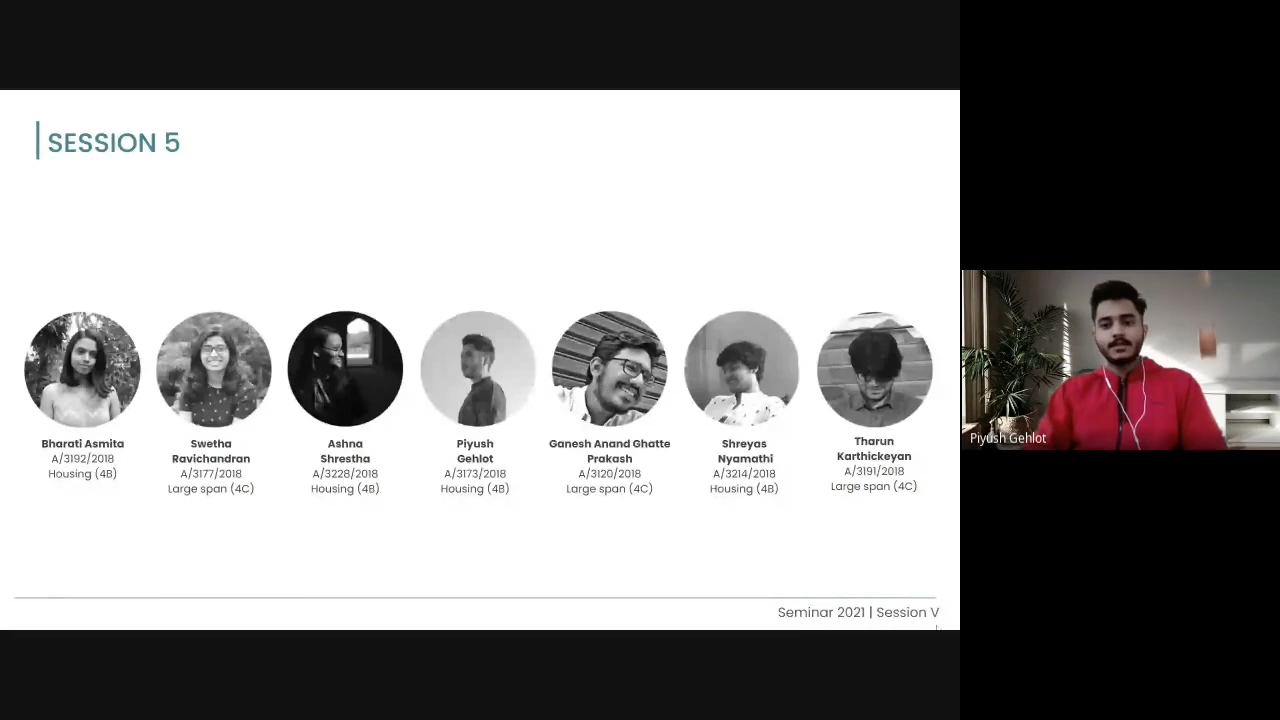 SESSION 5
Bharati Asmita
A/3192/2018
Housing (4B)
Swetha
Ravichandran
A/3177/2018
Large span (4C)
Ashna
Shrestha
A/3228/2018
Housing (4B)
Piyush
Gehlot
A/3173/2018
Housing (4B)
Ganesh Anand Ghatte
Prakash
A/3120/2018
Large span (4C)
Shreyas
Nyamathi
A/3214/2018
Housing (4B)
Tharun
Karthickeyan
A/3191/2018
Large span (4C)
Seminar 2021 | Session V
Piyush Gehlot